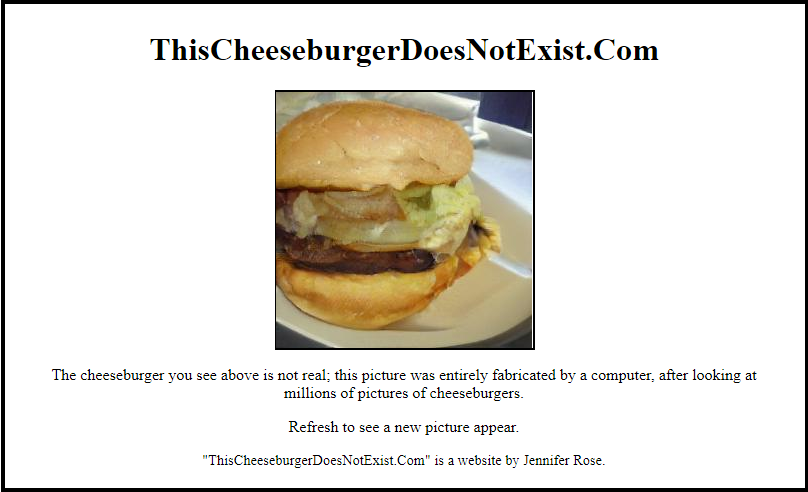 ThisCheeseburgerDoesNotExist.Com
The cheeseburger you see above is not real; this picture was entirely fabricated by a computer, after looking at
millions of pictures of cheeseburgers.
Refresh to see a new picture appear.
"ThisCheeseburgerDoesNotExist.Com" is a website by Jennifer Rose.